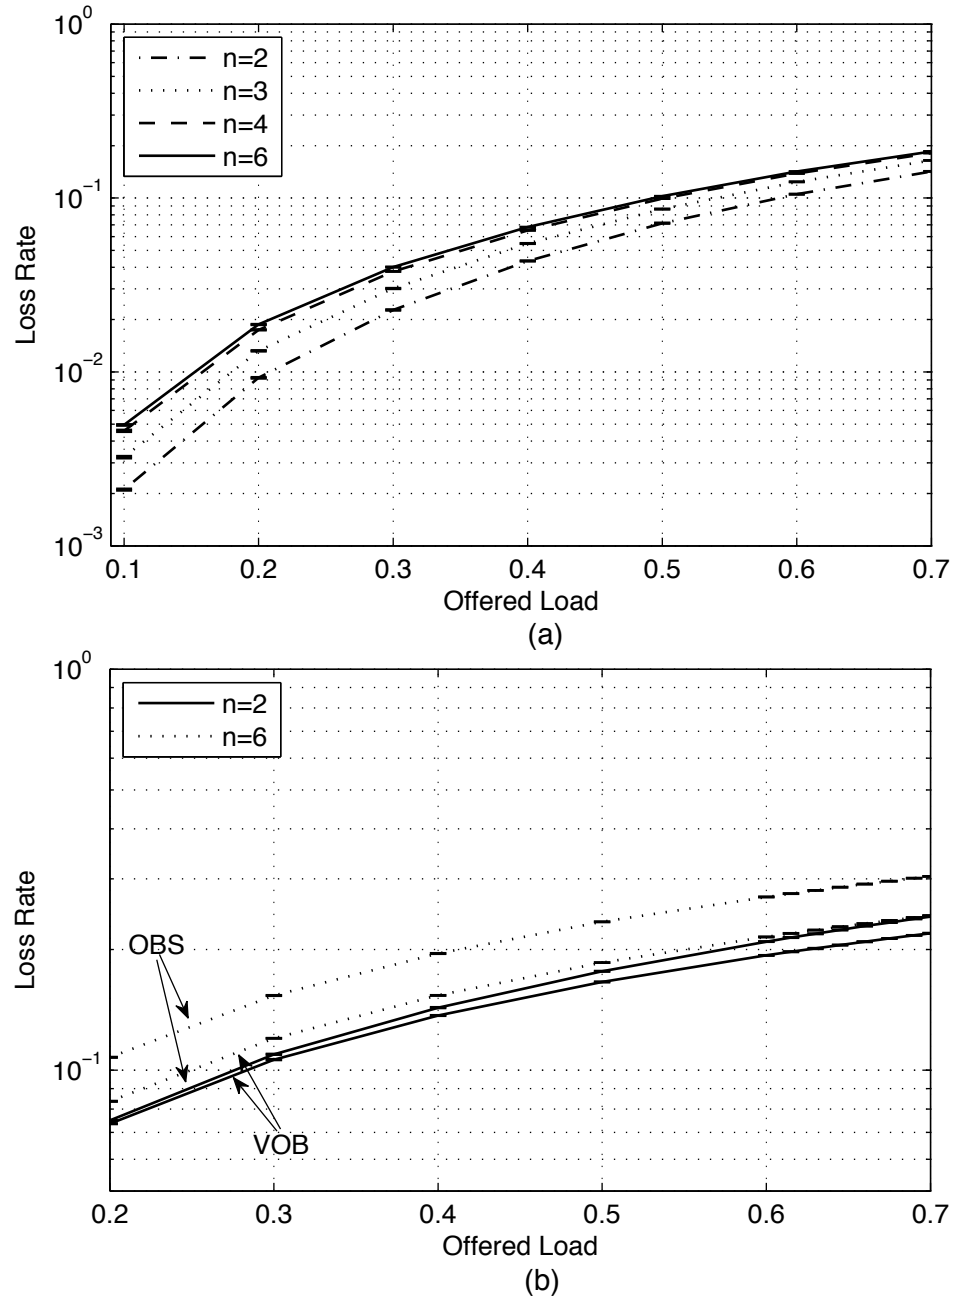 10^0
n=2
n=3
n=4
n=6
10^-1
10^-2
10^-3
Loss Rate
0.1 0.2 0.3 0.4 0.5 0.6 0.7
Offered Load
(a)
10^0
n=2
n=6
Loss Rate
OBS
10^-1
VOB
0.2 0.3 0.4 0.5 0.6 0.7
Offered Load
(b)